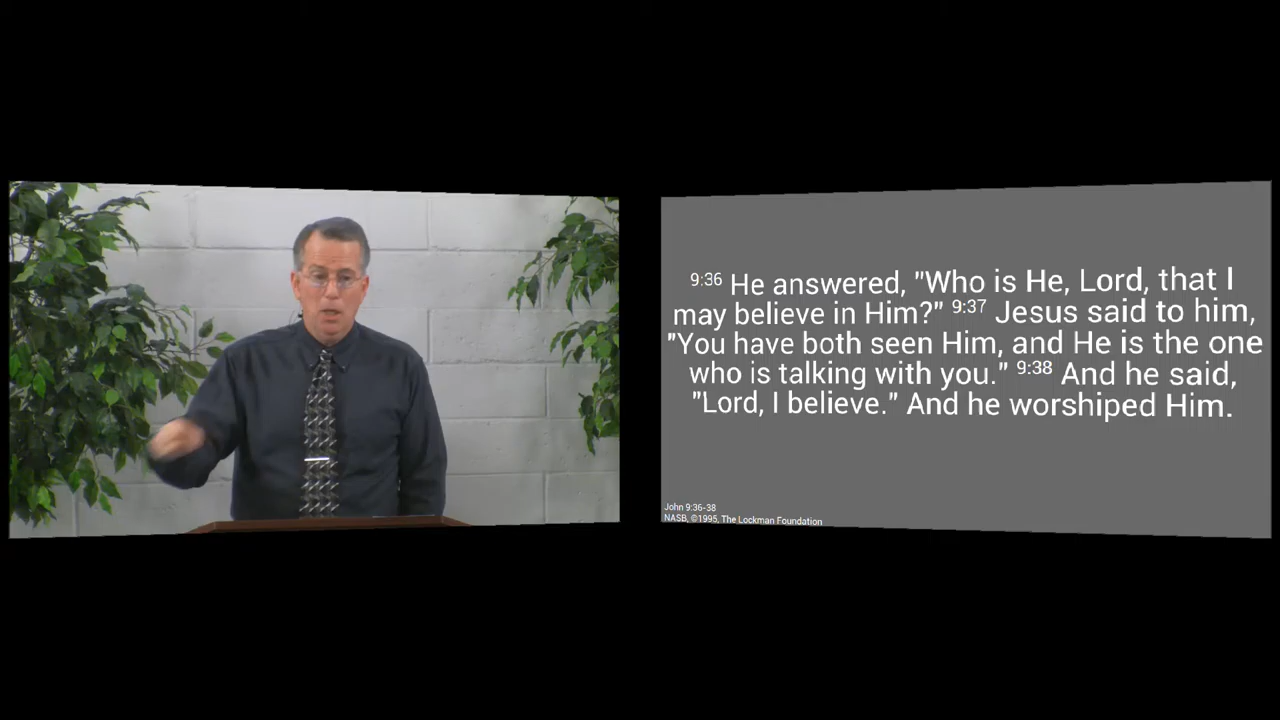 9:36 He answered, "Who is He, Lord, that I
may believe in Him?" 9:37 Jesus said to him,
"You have both seen Him, and He is the one
who is talking with you." 9:38 And he said,
"Lord, I believe." And he worshiped Him.
John 9:36-38
NASB, ©1995, The Lockman Foundation